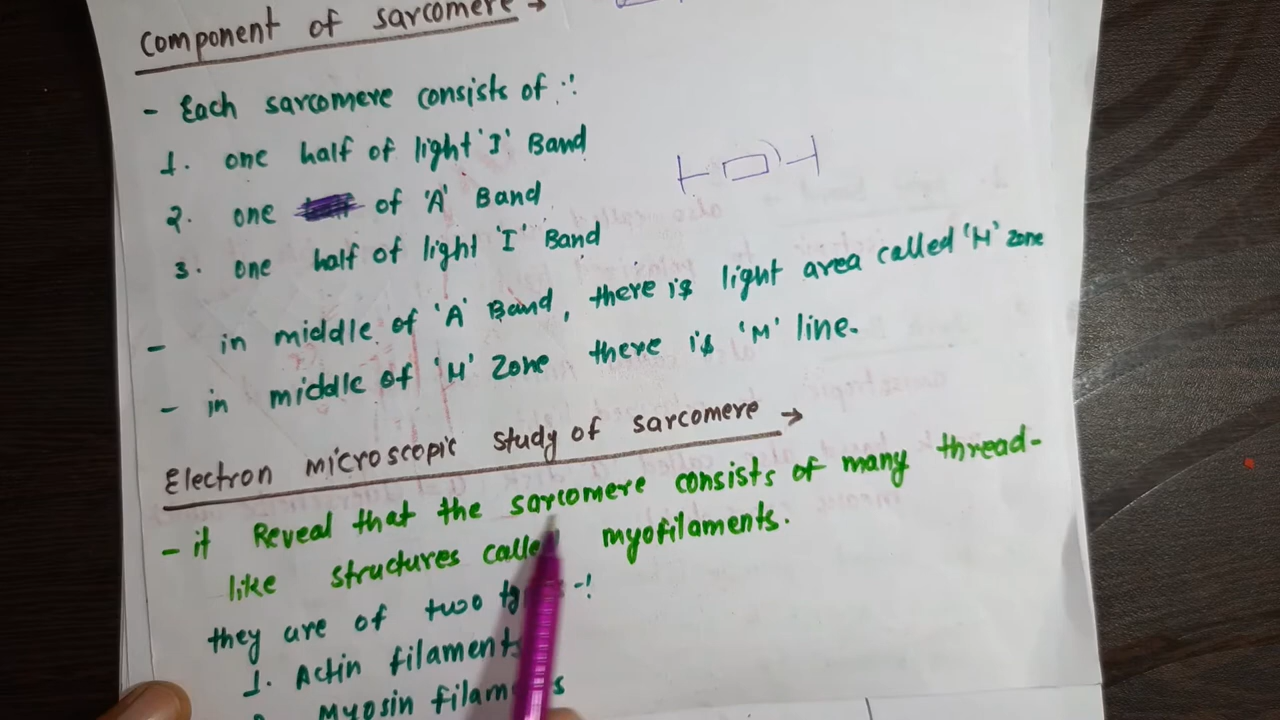 Component of sarcomere →
- Each sarcomere consists of :-
1. one half of light 'I' Band
2. one of 'A' Band
3. one half of light 'I' Band
- in middle of 'A' Band, there is light area called 'H' zone
- in middle of 'H' zone there is 'M' line.
Electron microscopic study of sarcomere →
- it Reveal that the sarcomere consists of many thread-
like structures called myofilaments.
they are of two :-
1. Actin filaments
Myosin filaments